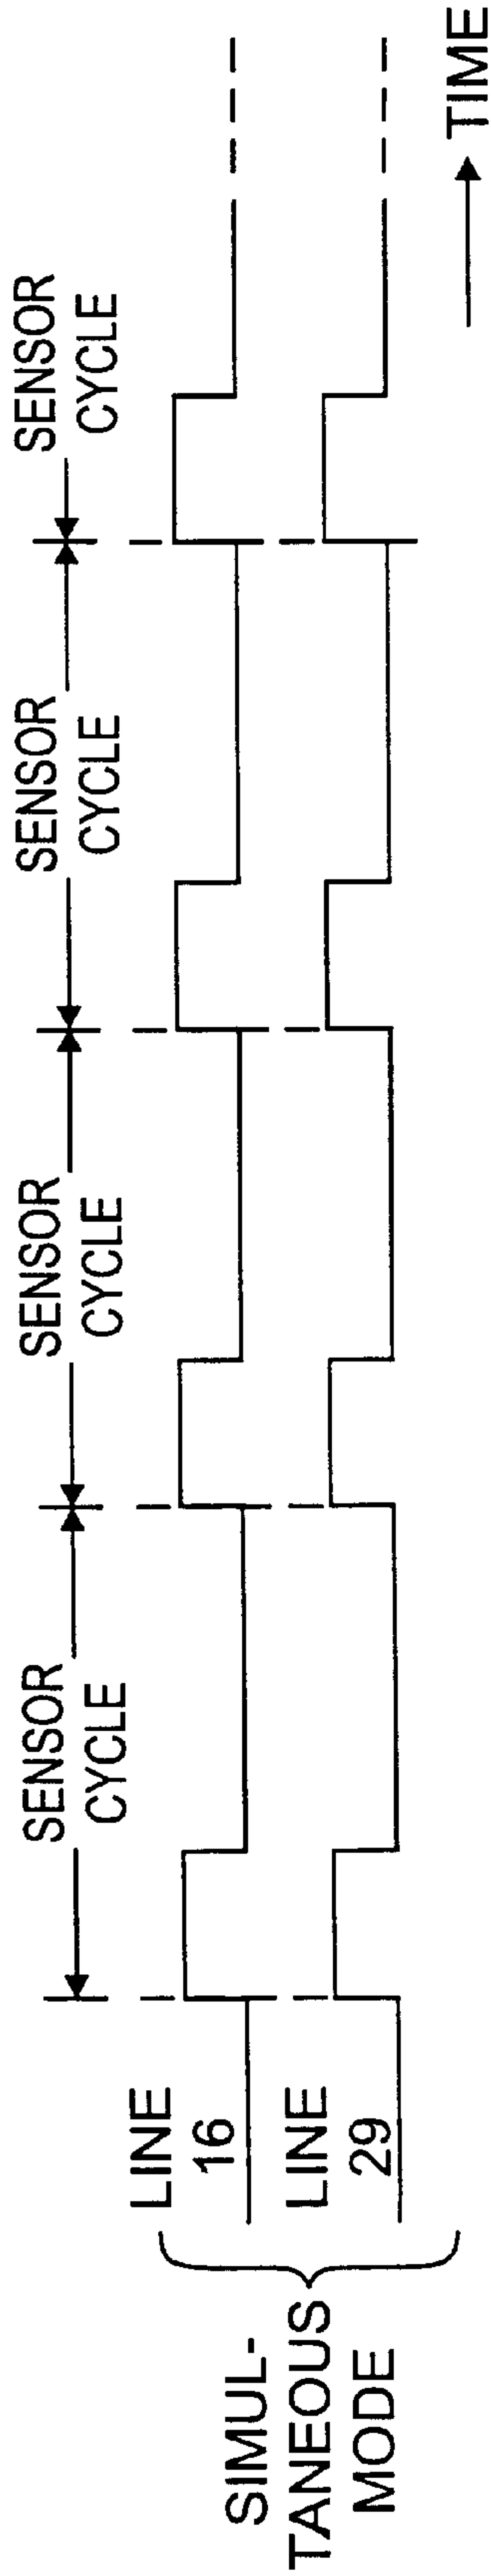 SENSOR
CYCLE
SENSOR
CYCLE
SENSOR
CYCLE
SENSOR
CYCLE
LINE
16
LINE
29
SIMUL-
TANEOUS
MODE
TIME